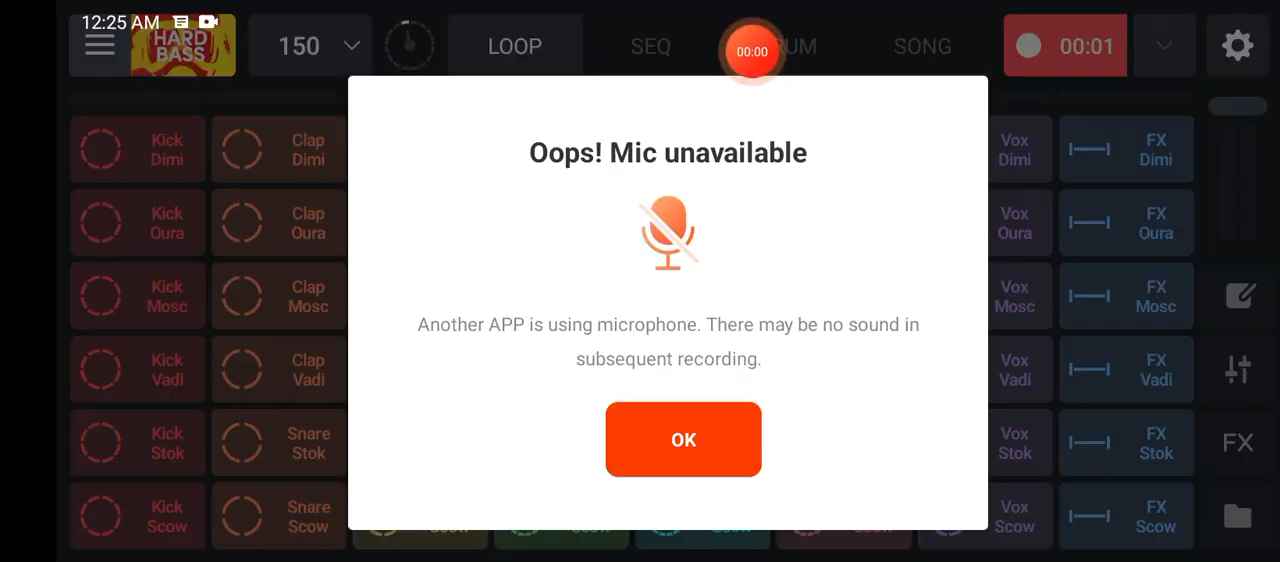 12:25 AM
HARD
BASS
150
LOOP
SEQ
00:00
UM
SONG
00:01
Oops! Mic unavailable
Another APP is using microphone. There may be no sound in
subsequent recording.
OK
Kick
Dimi
Clap
Dimi
Vox
Dimi
FX
Dimi
Kick
Oura
Clap
Oura
Vox
Oura
FX
Oura
Kick
Mosc
Clap
Mosc
Vox
Mosc
FX
Mosc
Kick
Vadi
Clap
Vadi
Vox
Vadi
FX
Vadi
Kick
Stok
Snare
Stok
Vox
Stok
FX
Stok
FX
Kick
Scow
Snare
Scow
Scow
Scow
Scow
Scow
Vox
Scow
FX
Scow